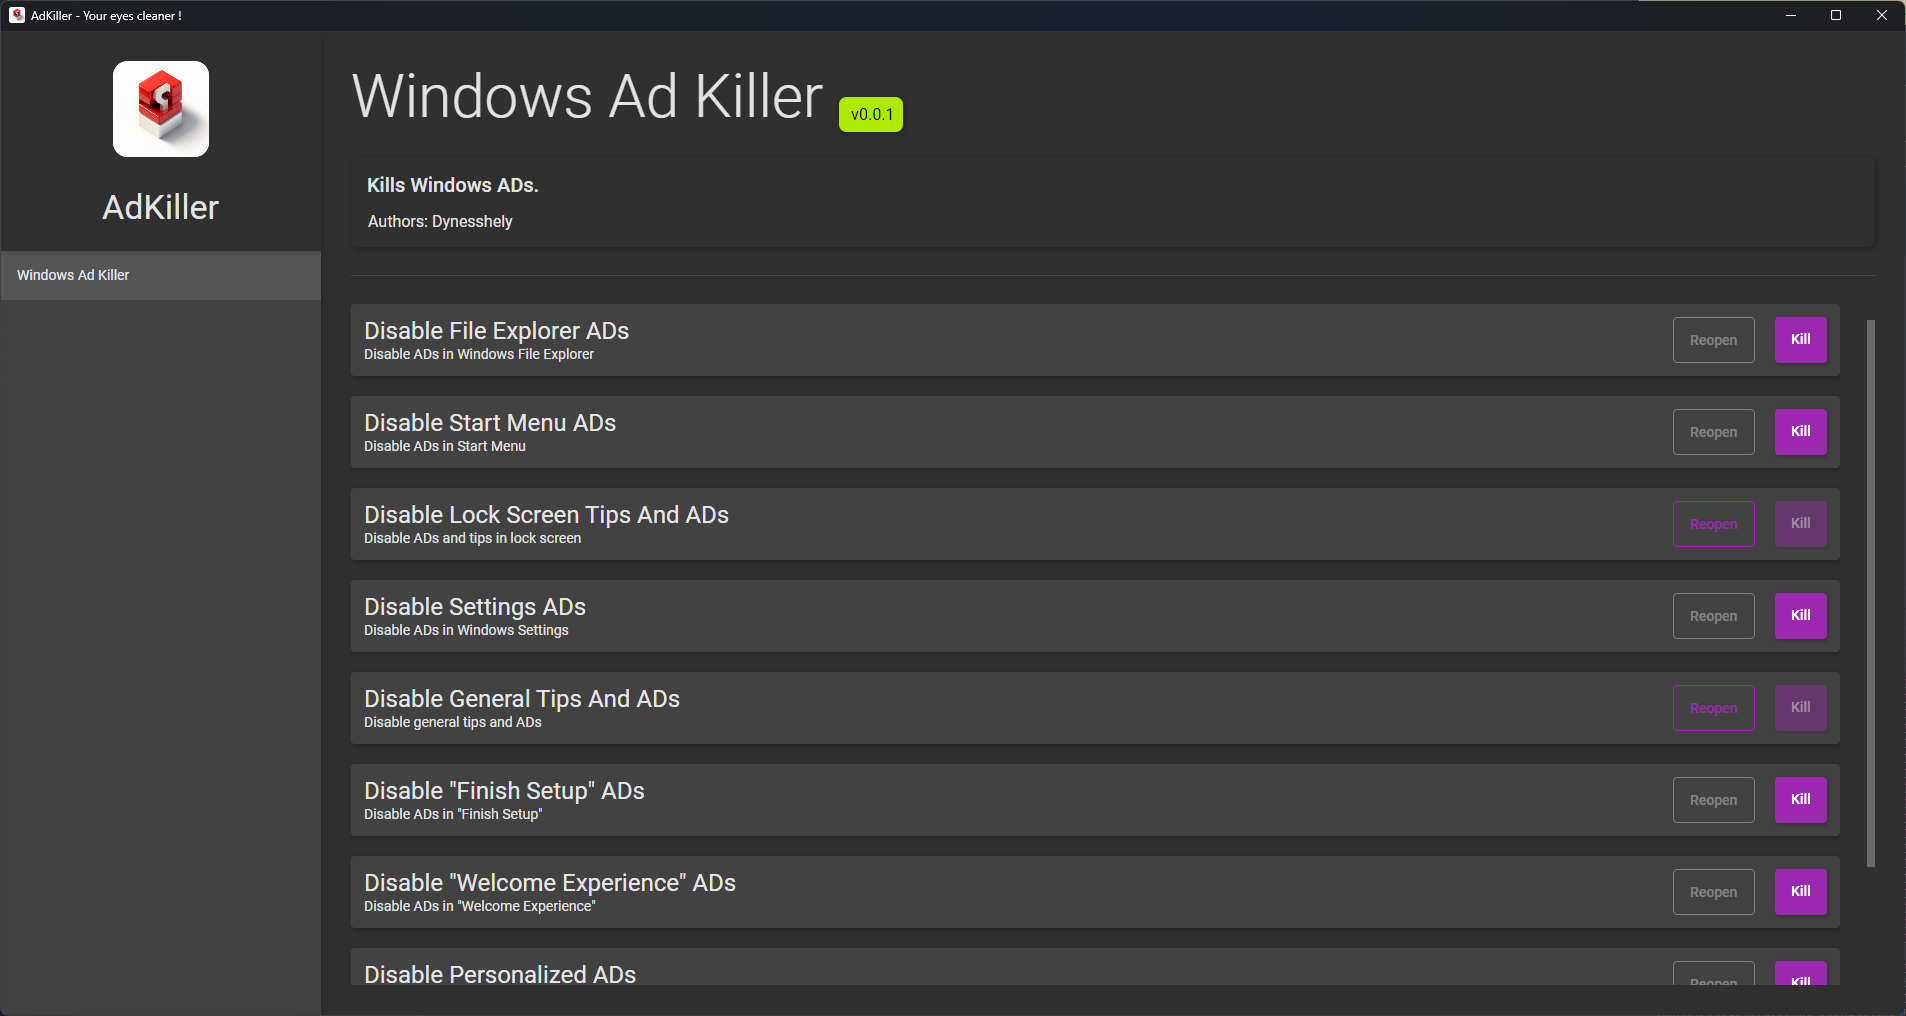 AdKiller - Your eyes cleaner !
AdKiller
Windows Ad Killer
Windows Ad Killer v0.0.1
Kills Windows ADs.
Authors: Dynesshely
Disable File Explorer ADs
Disable ADs in Windows File Explorer
Reopen Kill
Disable Start Menu ADs
Disable ADs in Start Menu
Reopen Kill
Disable Lock Screen Tips And ADs
Disable ADs and tips in lock screen
Reopen Kill
Disable Settings ADs
Disable ADs in Windows Settings
Reopen Kill
Disable General Tips And ADs
Disable general tips and ADs
Reopen Kill
Disable "Finish Setup" ADs
Disable ADs in "Finish Setup"
Reopen Kill
Disable "Welcome Experience" ADs
Disable ADs in "Welcome Experience"
Reopen Kill
Disable Personalized ADs
Reopen Kill